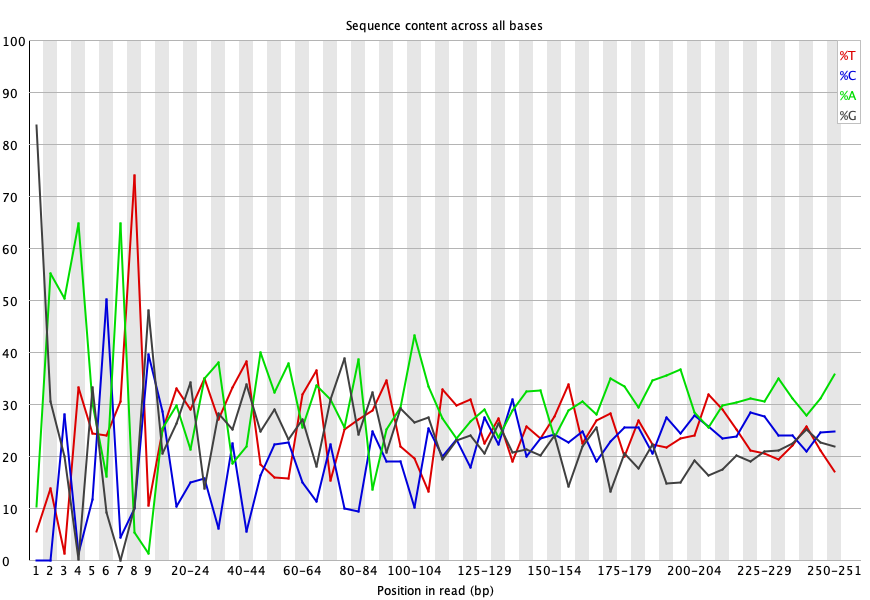 Sequence content across all bases
100
90
80
70
60
50
40
30
20
10
0
%T
%C
%A
%G
1 2 3 4 5 6 7 8 9 20-24 40-44 60-64 80-84 100-104 125-129 150-154 175-179 200-204 225-229 250-251
Position in read (bp)